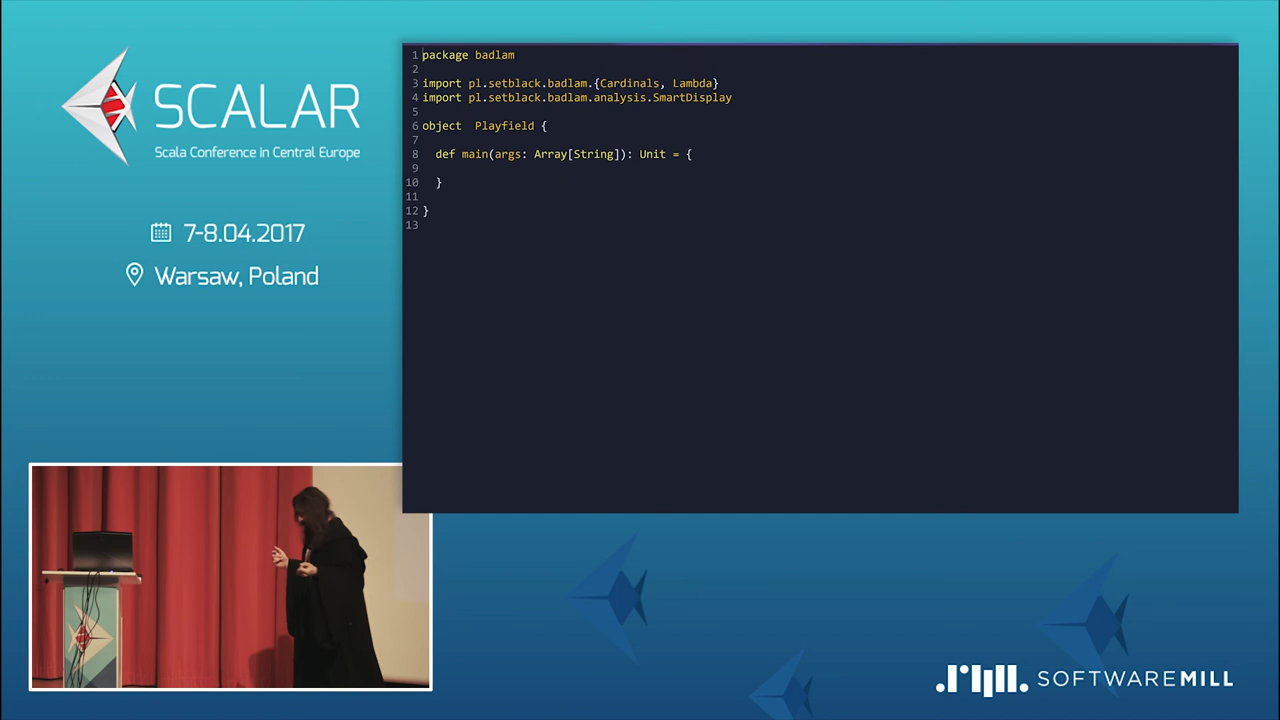 SCALAR
Scala Conference in Central Europe
7-8.04.2017
Warsaw, Poland
1 package badlam
2
3 import pl.setblack.badlam.{Cardinals, Lambda}
4 import pl.setblack.badlam.analysis.SmartDisplay
5
6 object  Playfield {
7
8   def main(args: Array[String]): Unit = {
9
10   }
11
12 }
13
SOFTWAREMILL